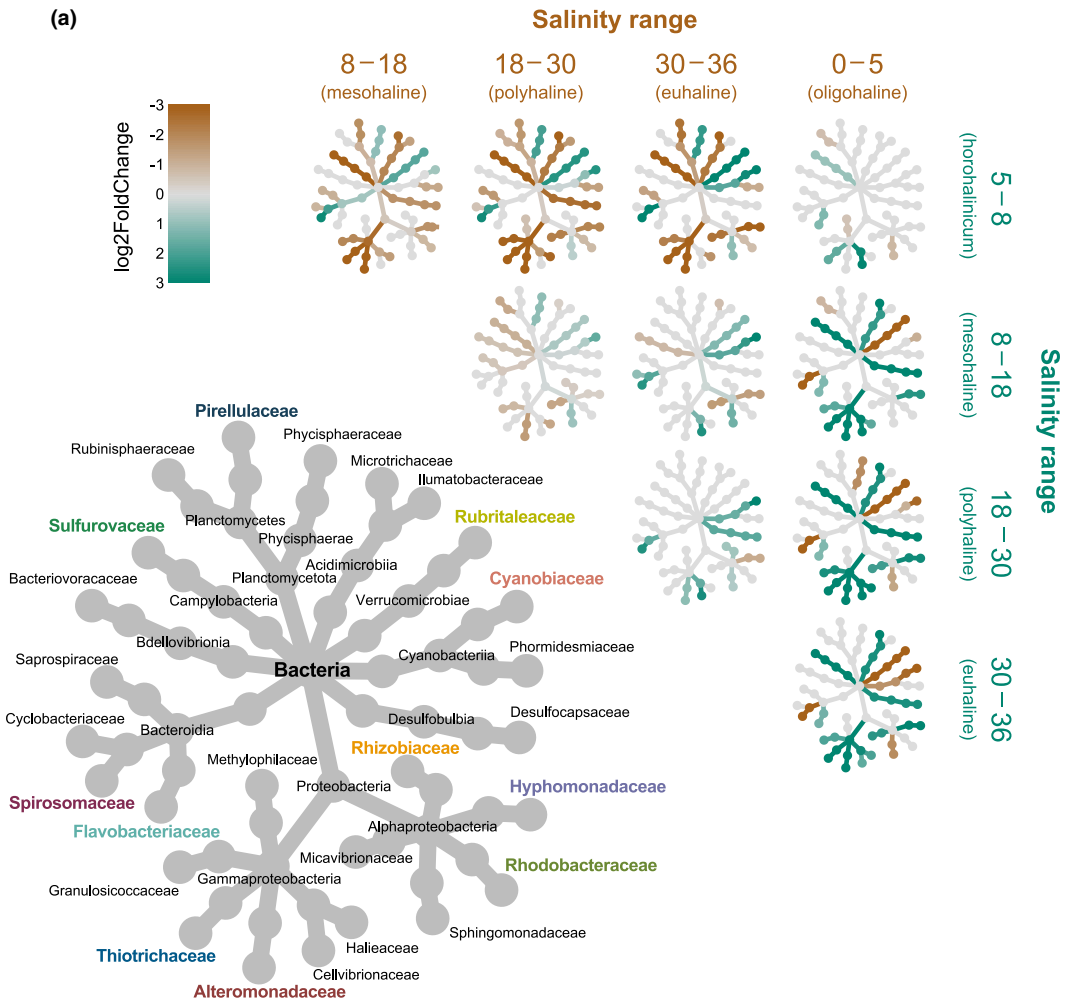 (a)
Salinity range
8–18
(mesohaline)
18–30
(polyhaline)
30–36
(euhaline)
0–5
(oligohaline)
log2FoldChange
-3
-2
-1
0
1
2
3
5–8
(horohalinicum)
8–18
(mesohaline)
18–30
(polyhaline)
30–36
(euhaline)
Salinity range
Pirellulaceae
Phycisphaeraceae
Rubinisphaeraceae
Microtrichaceae
Ilumatobacteraceae
Planctomycetes
Rubritaleaceae
Sulfurovaceae
Phycisphaerae
Acidimicrobiia
Planctomycetota
Cyanobiaceae
Bacteriovoracaceae
Campylobacteria
Verrucomicrobiae
Bdellovibrionia
Phormidesmiaceae
Saprospiraceae
Bacteria
Cyanobacteriia
Cyclobacteriaceae
Bacteroidia
Desulfobulbia
Desulfocapsaceae
Rhizobiaceae
Methylophilaceae
Proteobacteria
Hyphomonadaceae
Spirosomaceae
Flavobacteriaceae
Alphaproteobacteria
Micavibrionaceae
Rhodobacteraceae
Granulosicoccaceae
Gammaproteobacteria
Sphingomonadaceae
Thiotrichaceae
Halieaceae
Cellvibrionaceae
Alteromonadaceae